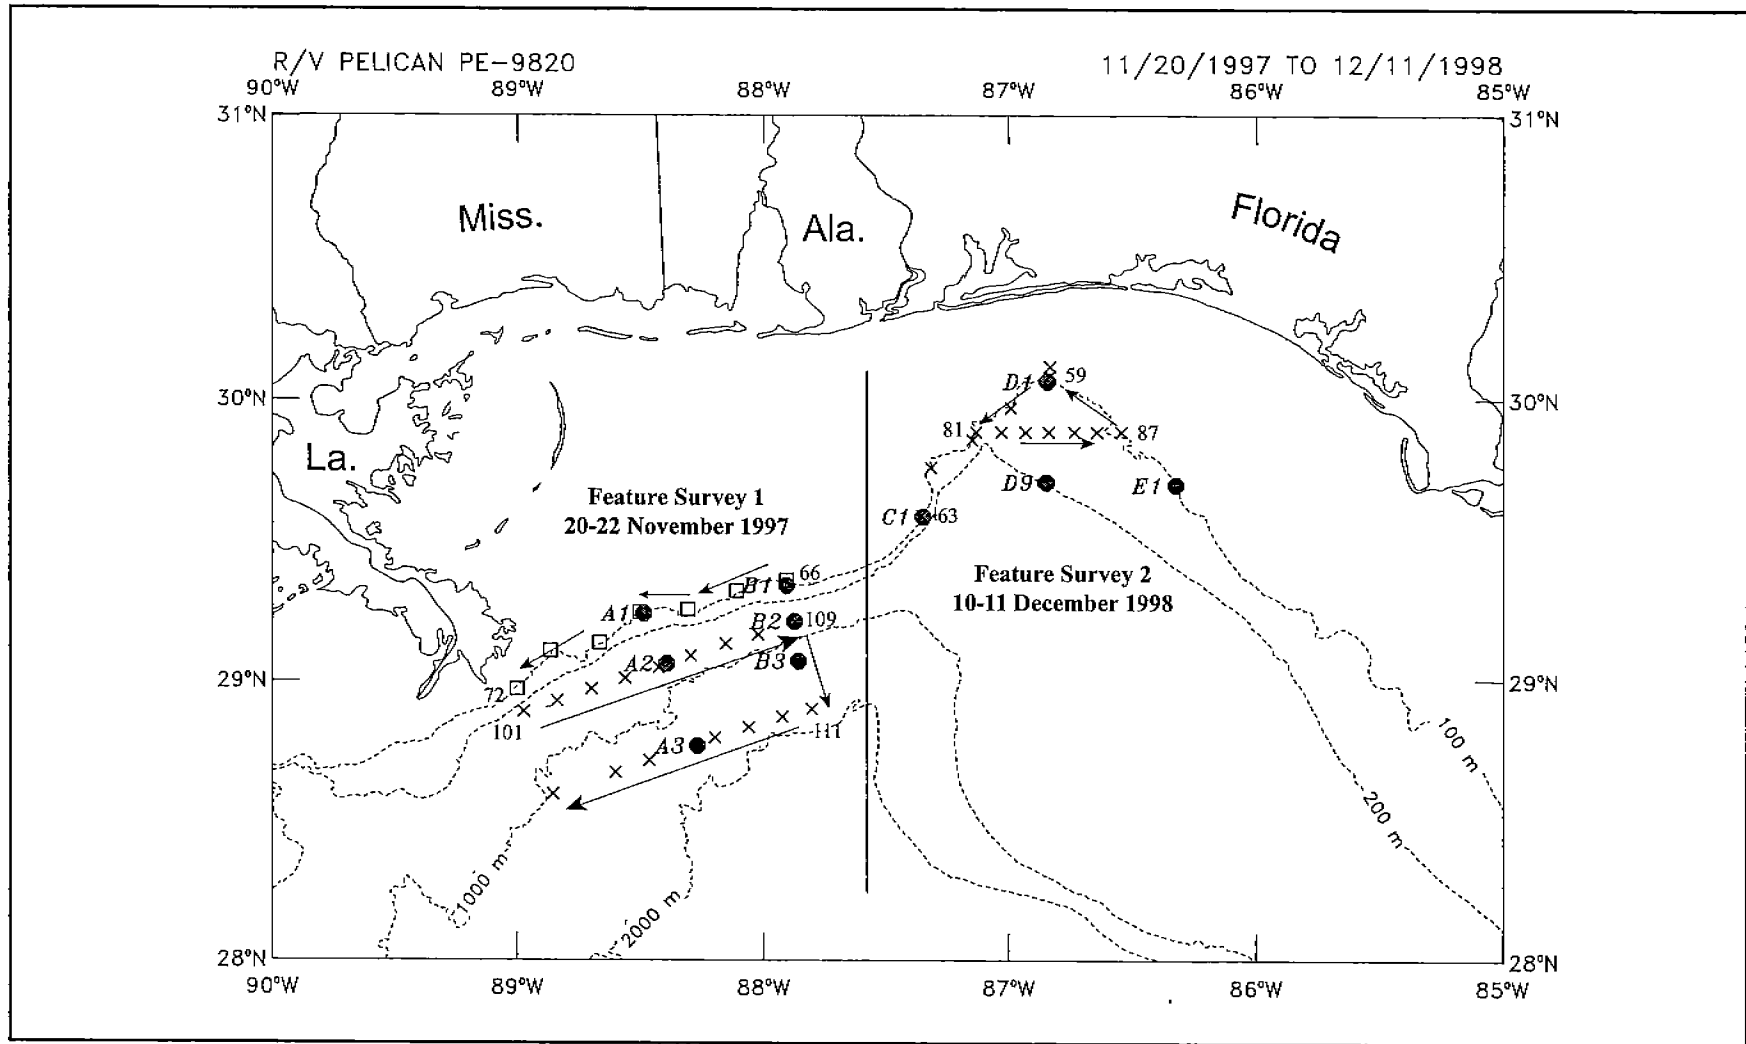 R/V PELICAN PE-9820
11/20/1997 TO 12/11/1998
90°W 89°W 88°W 87°W 86°W 85°W
31°N 31°N
Miss.
Ala.
Florida
D1 59
30°N 30°N
81 87
La.
D9 E1
Feature Survey 1
20-22 November 1997
C1 63
66
B1
Feature Survey 2
10-11 December 1998
A1
B2 109
A2 B3
29°N 29°N
72
101 111
A3
100 m
200 m
1000 m
2000 m
28°N 28°N
90°W 89°W 88°W 87°W 86°W 85°W